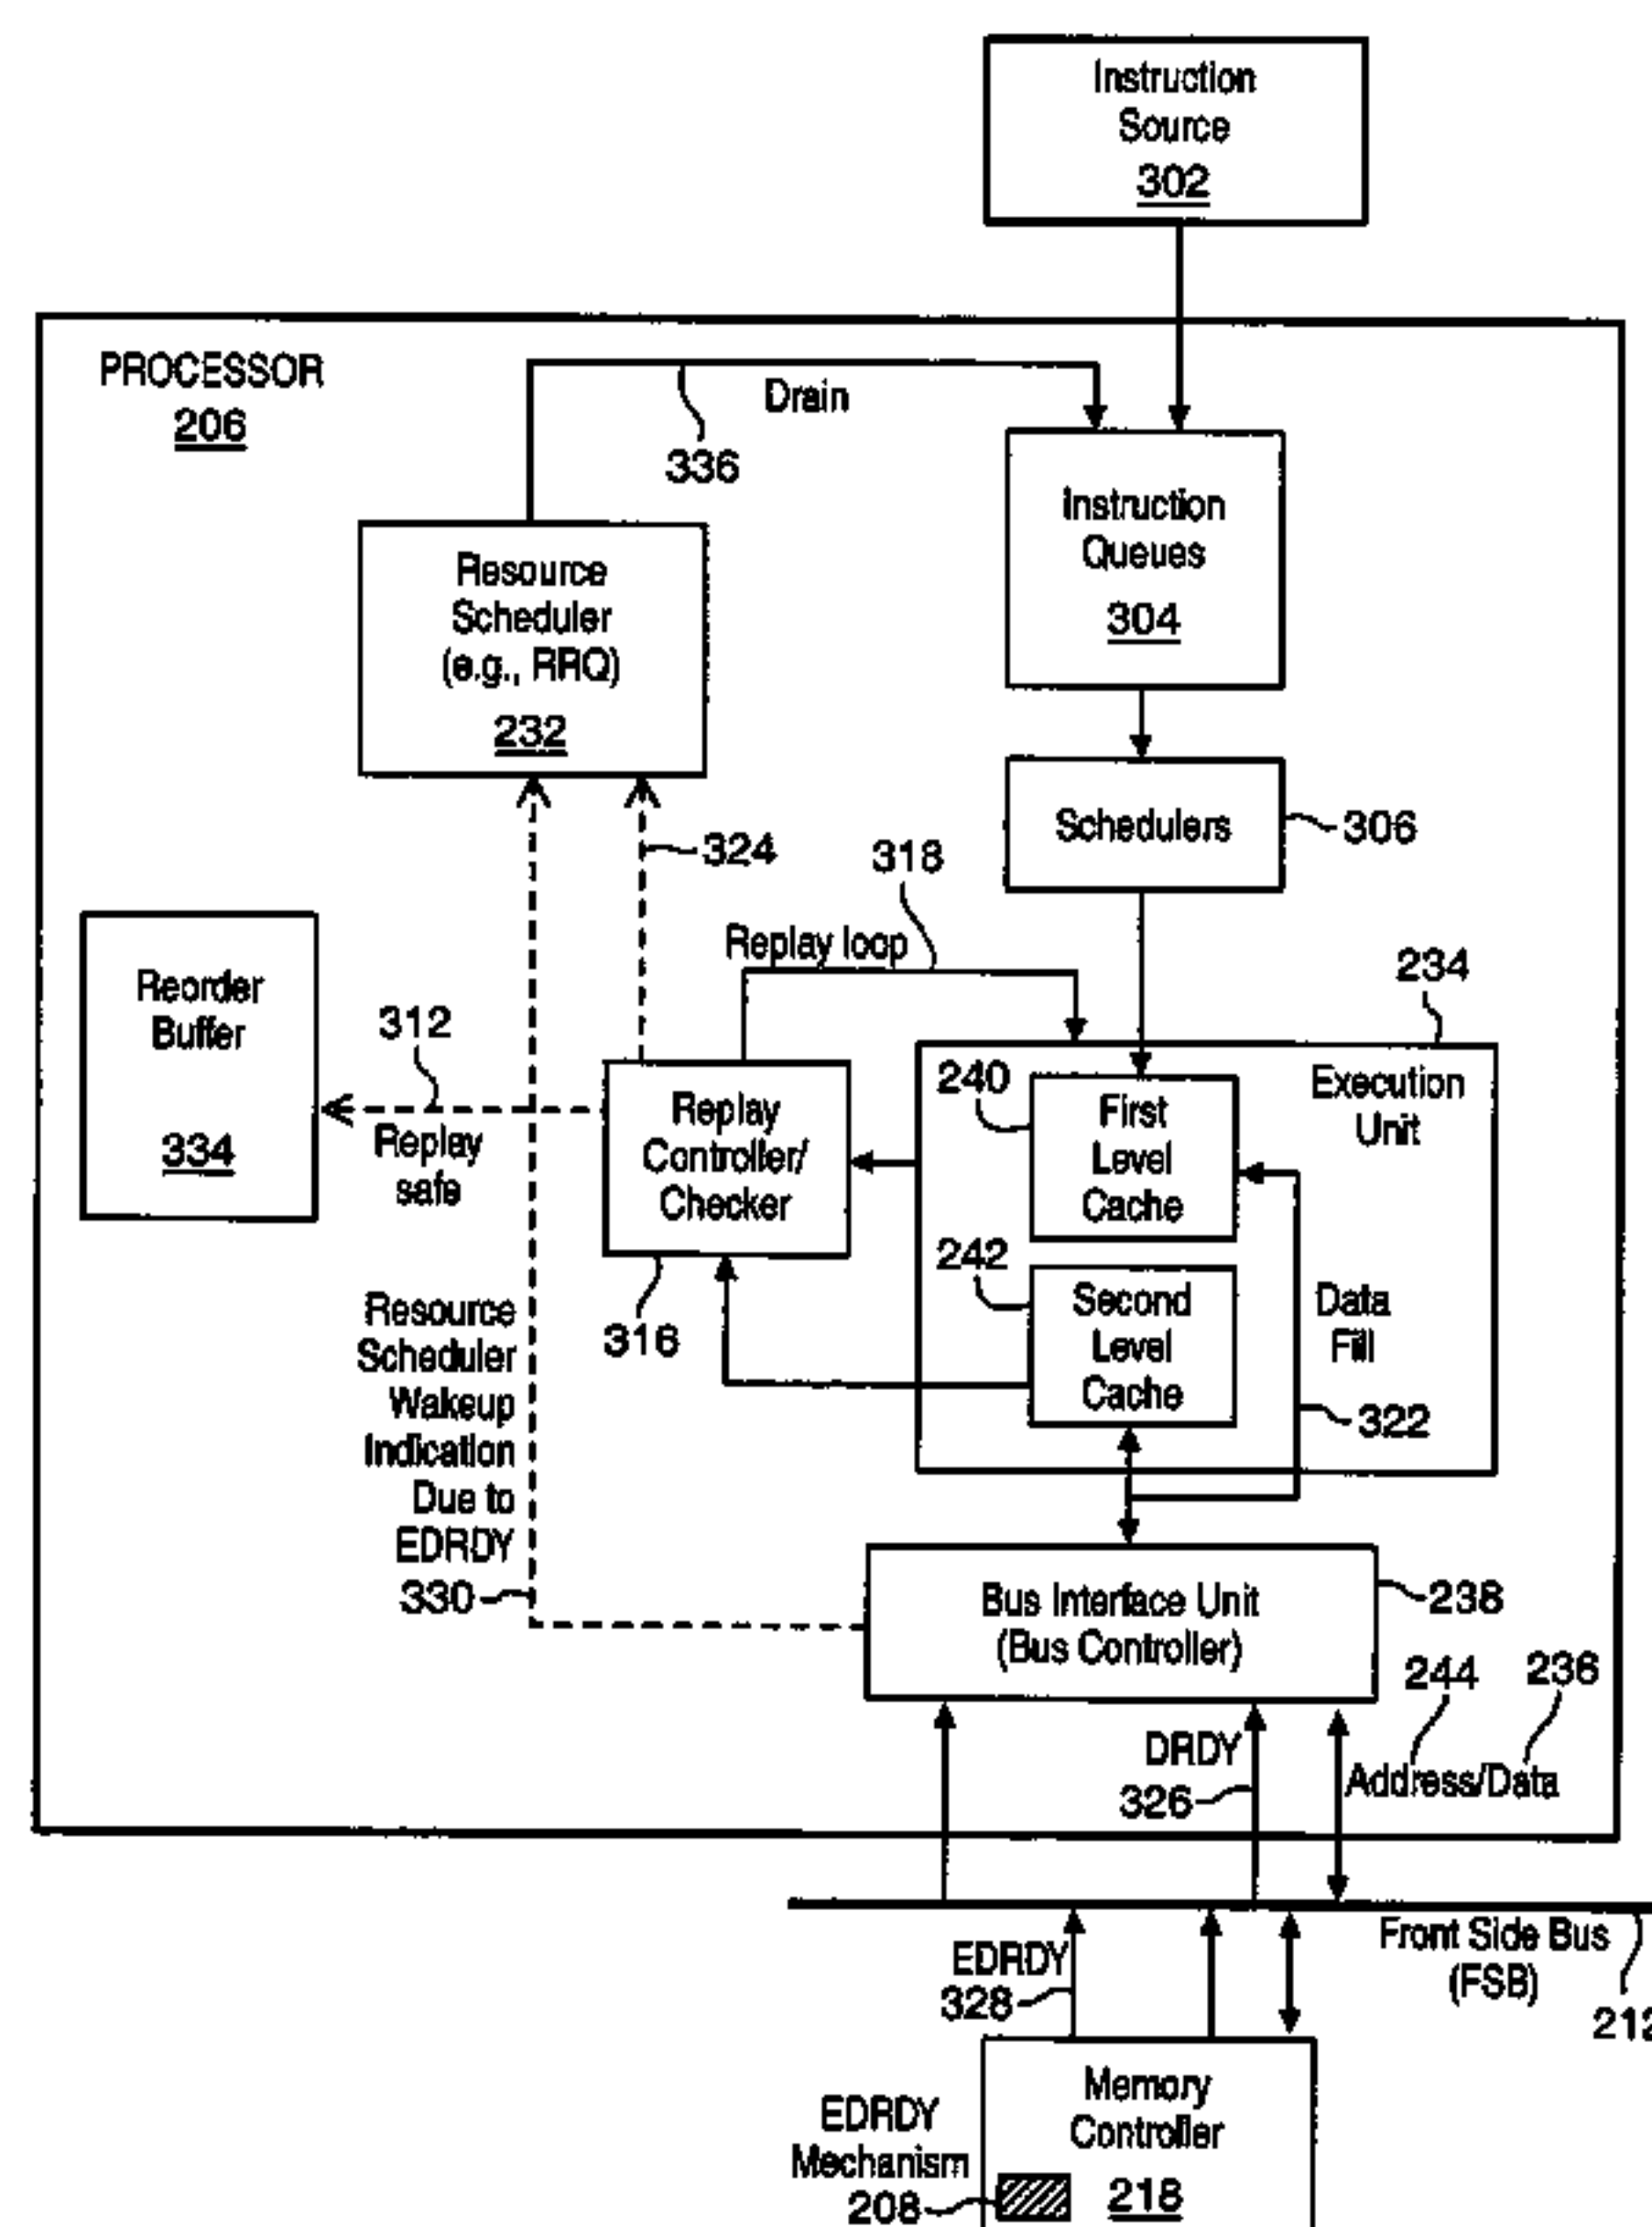 Instruction
Source
302
PROCESSOR
206
Drain
336
Instruction
Queues
304
Resource
Scheduler
(e.g., RRQ)
232
Schedulers
306
324
318
Replay loop
234
Reorder
Buffer
334
312
Replay
safe
Replay
Controller/
Checker
316
240
First
Level
Cache
Execution
Unit
242
Second
Level
Cache
Data
Fill
322
Resource
Scheduler
Wakeup
Indication
Due to
EDRDY
330
Bus Interface Unit
(Bus Controller)
238
244
236
DRDY
326
Address/Data
Front Side Bus
(FSB)
212
EDRDY
328
Memory
Controller
218
EDRDY
Mechanism
208